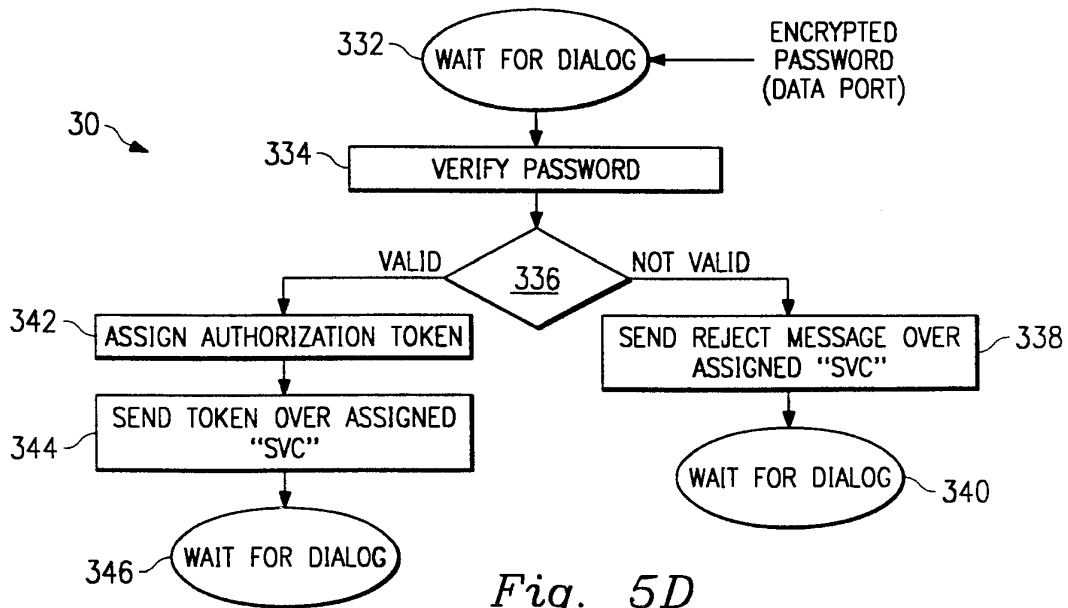 332
WAIT FOR DIALOG
ENCRYPTED
PASSWORD
(DATA PORT)
30
334
VERIFY PASSWORD
VALID
336
NOT VALID
342
ASSIGN AUTHORIZATION TOKEN
SEND REJECT MESSAGE OVER
ASSIGNED "SVC"
338
344
SEND TOKEN OVER ASSIGNED
"SVC"
WAIT FOR DIALOG
340
346
WAIT FOR DIALOG
Fig. 5D